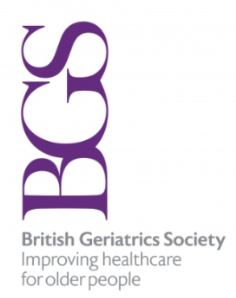 BGS
British Geriatrics Society
Improving healthcare
for older people